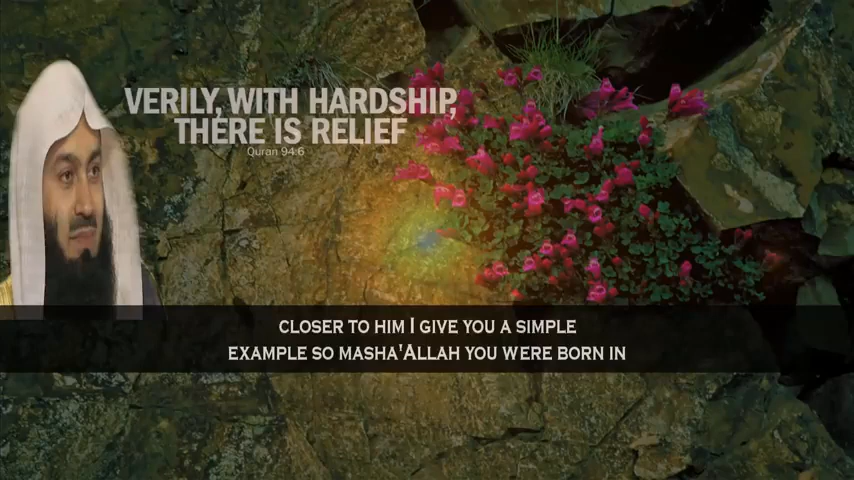 VERILY, WITH HARDSHIP,
THERE IS RELIEF
Quran 94:6
CLOSER TO HIM I GIVE YOU A SIMPLE
EXAMPLE SO MASHA'ALLAH YOU WERE BORN IN